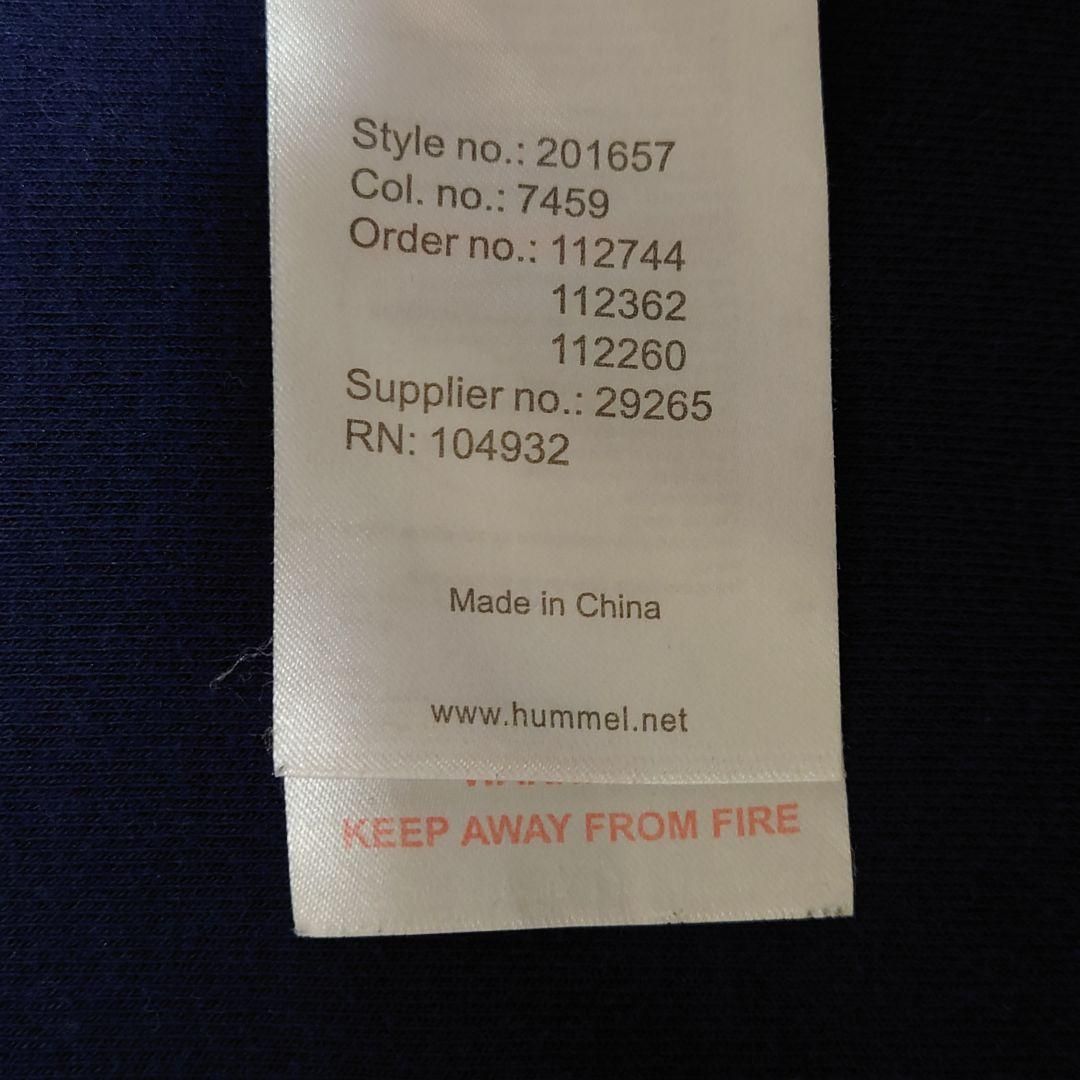 Style no.: 201657
Col. no.: 7459
Order no.: 112744
112362
112260
Supplier no.: 29265
RN: 104932
Made in China
www.hummel.net
KEEP AWAY FROM FIRE